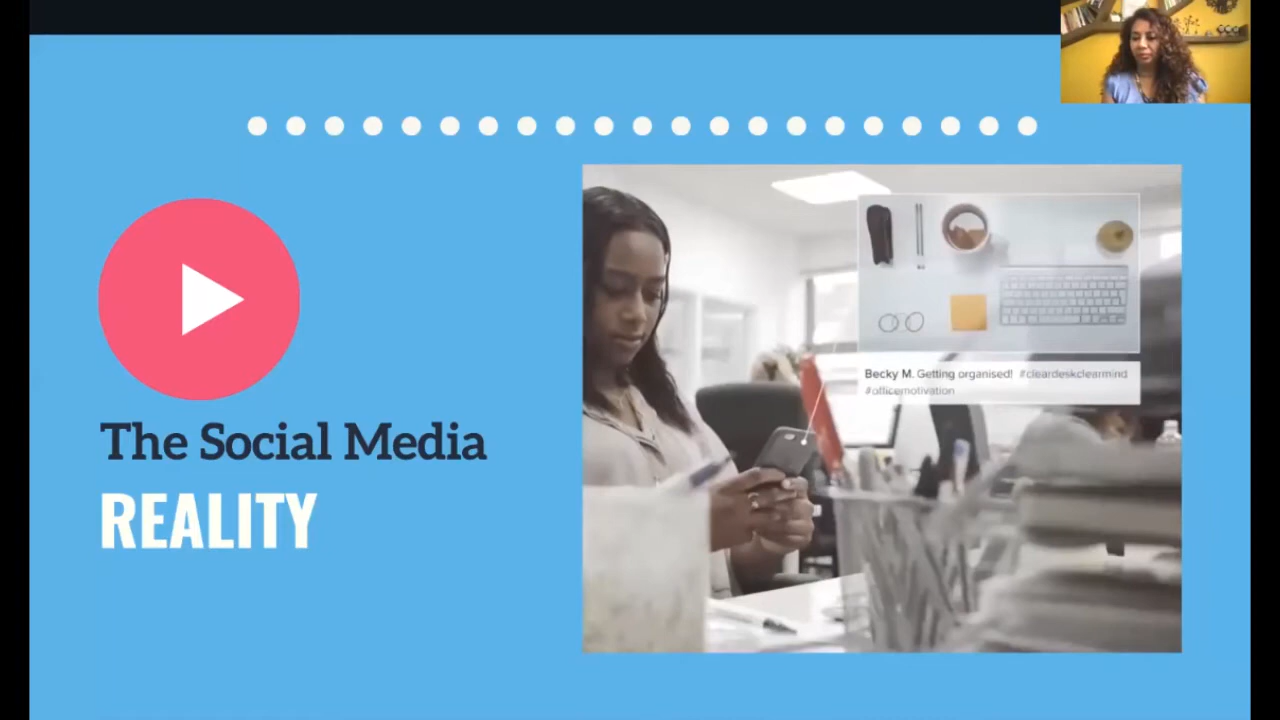 The Social Media
REALITY
Becky M. Getting organised! #cleardeskclearmind
#officemotivation